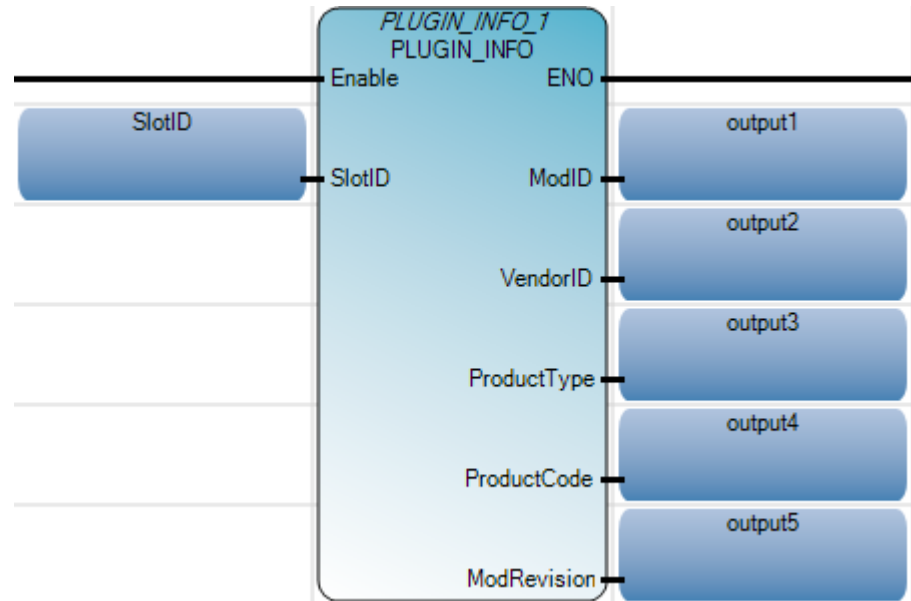 PLUGIN_INFO_1
PLUGIN_INFO
Enable ENO
SlotID output1
SlotID ModID
output2
VendorID
output3
ProductType
output4
ProductCode
output5
ModRevision